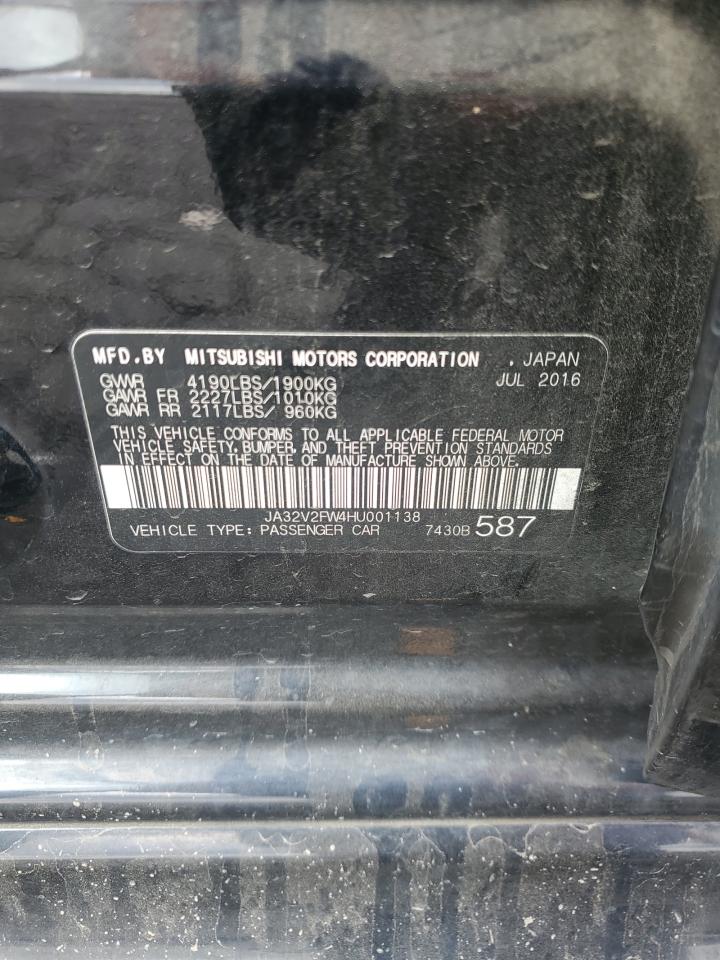 MFD.BY MITSUBISHI MOTORS CORPORATION , JAPAN
JUL 2016
GVWR 4190LBS/1900KG
GAWR FR 2227LBS/1010KG
GAWR RR 2117LBS/ 960KG
THIS VEHICLE CONFORMS TO ALL APPLICABLE FEDERAL MOTOR
VEHICLE SAFETY, BUMPER, AND THEFT PREVENTION STANDARDS
IN EFFECT ON THE DATE OF MANUFACTURE SHOWN ABOVE.
JA32V2FW4HU001138
VEHICLE TYPE: PASSENGER CAR 7430B 587